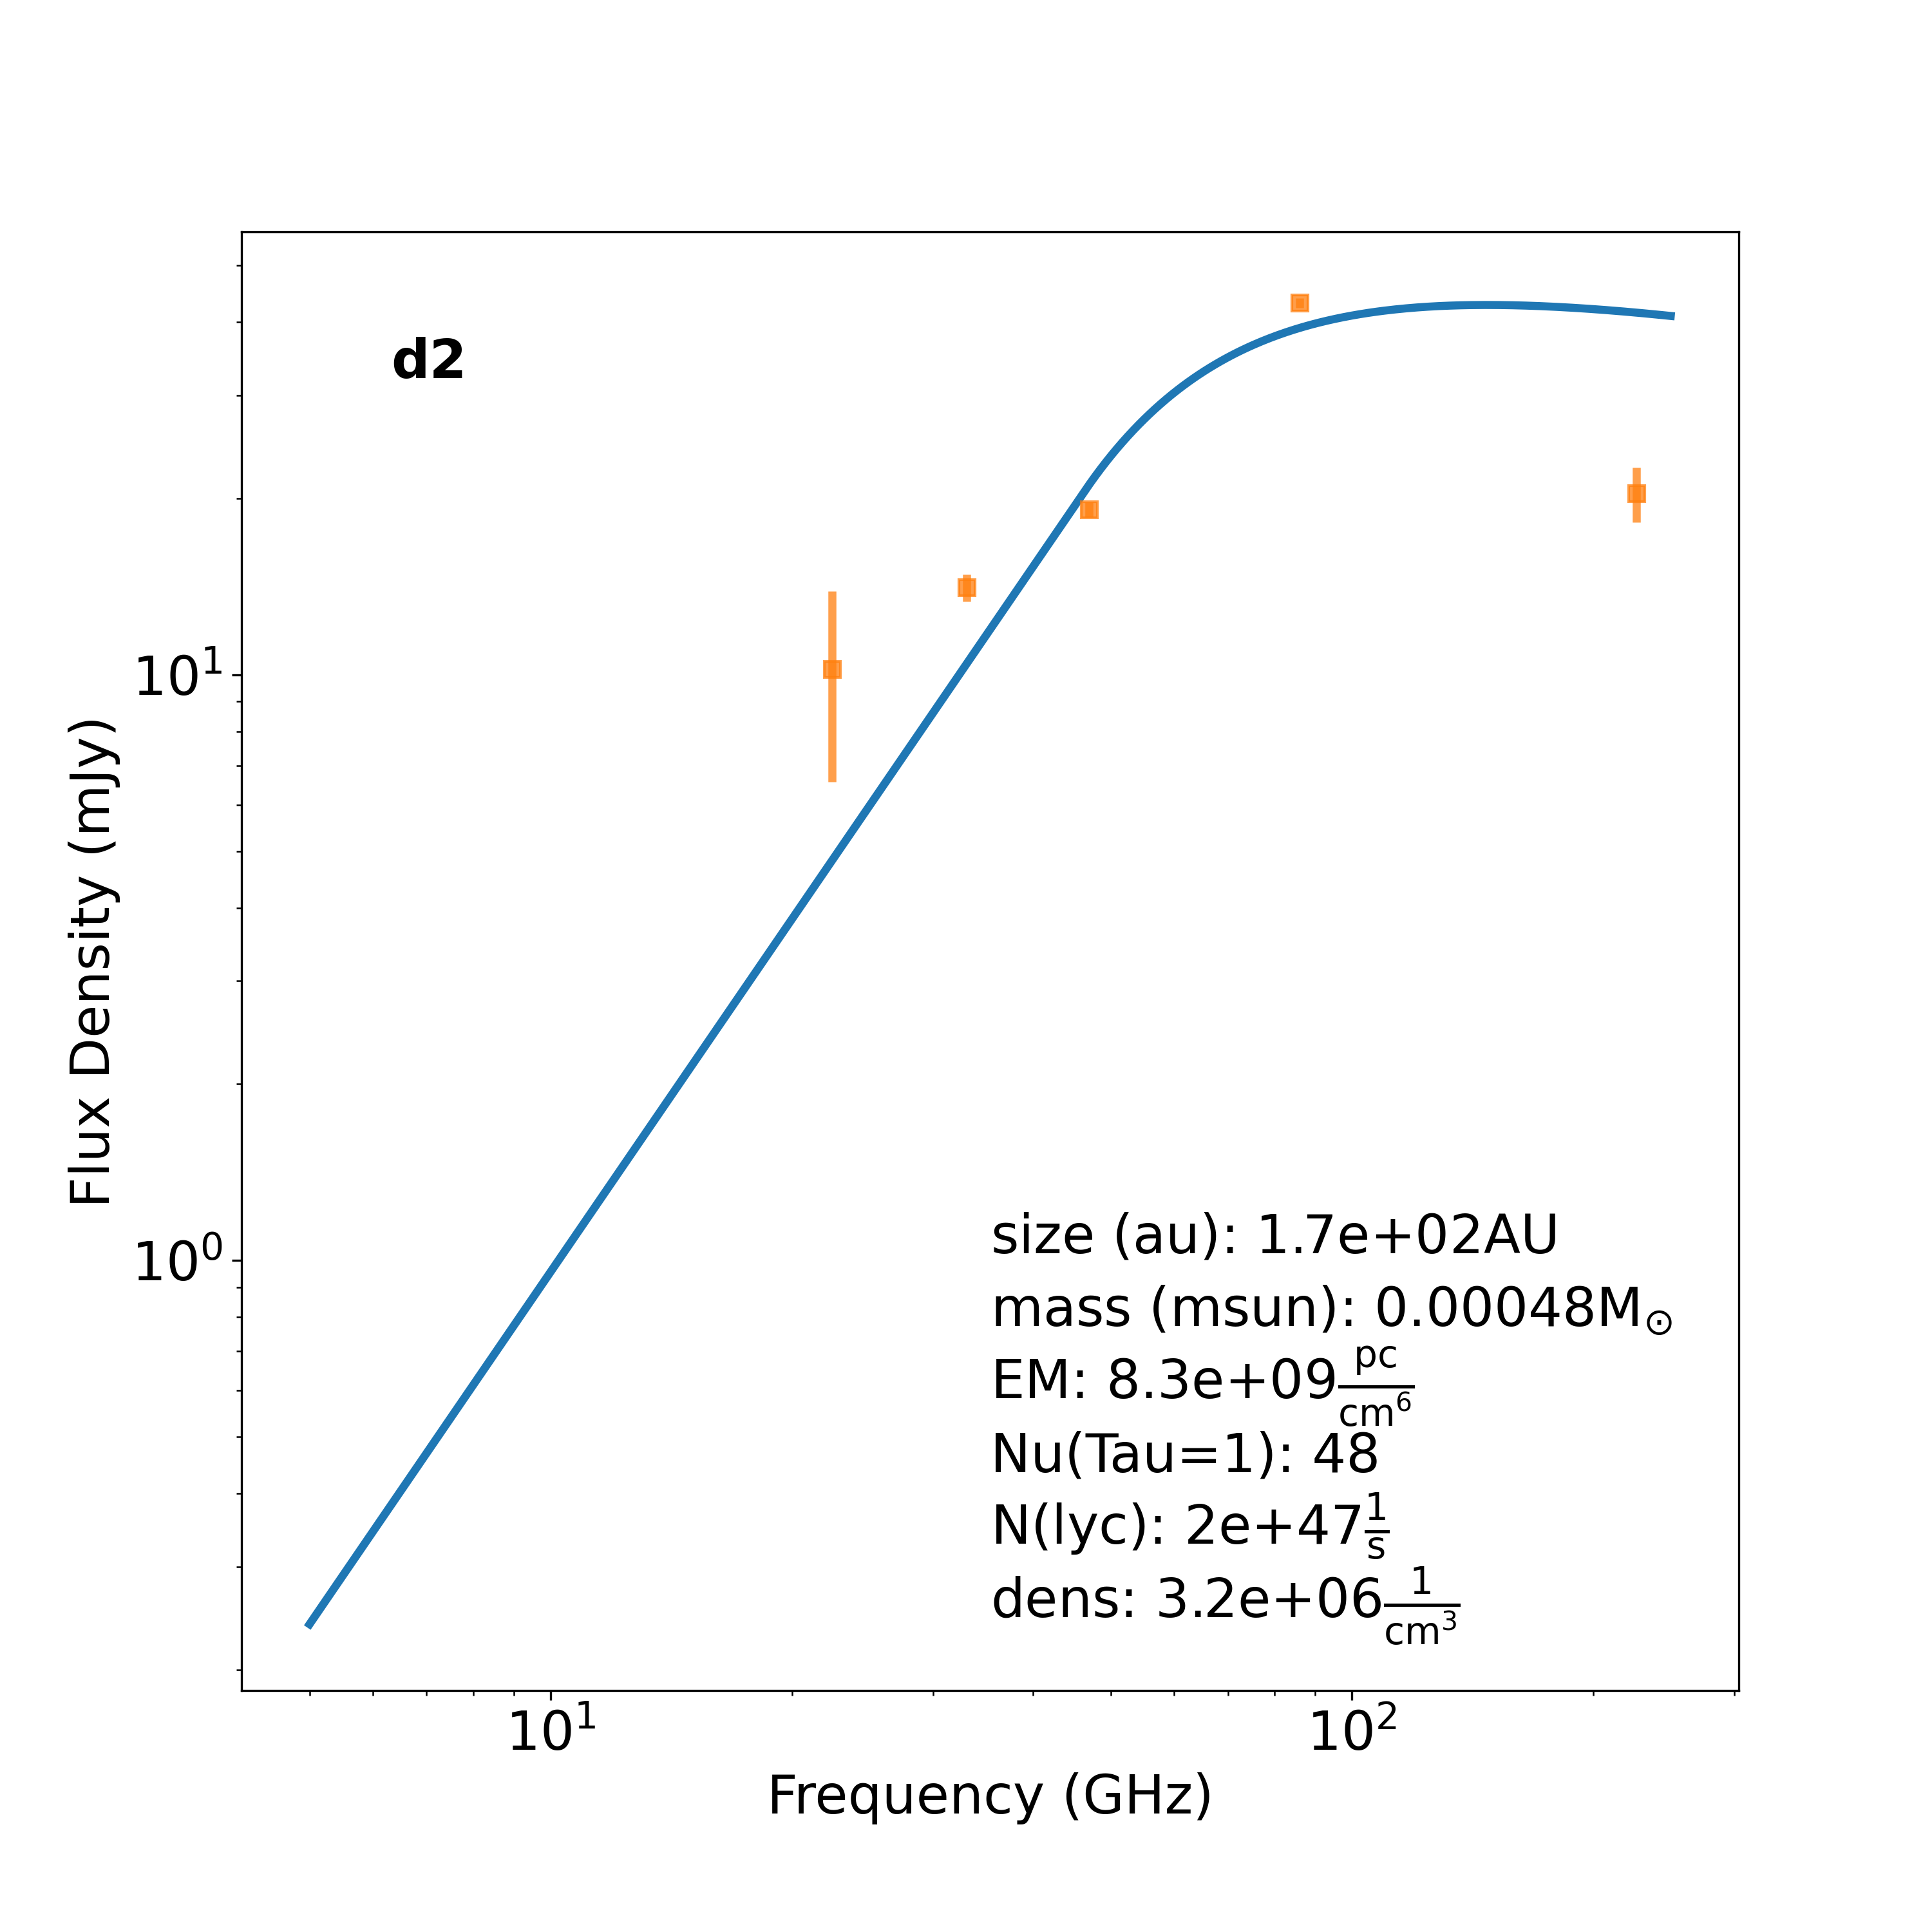 d2
10¹
10⁰
Flux Density (mJy)
size (au): 1.7e+02AU
mass (msun): 0.00048M⊙
EM: 8.3e+09 pc/cm⁶
Nu(Tau=1): 48
N(lyc): 2e+47 1/s
dens: 3.2e+06 1/cm³
10¹ 10²
Frequency (GHz)